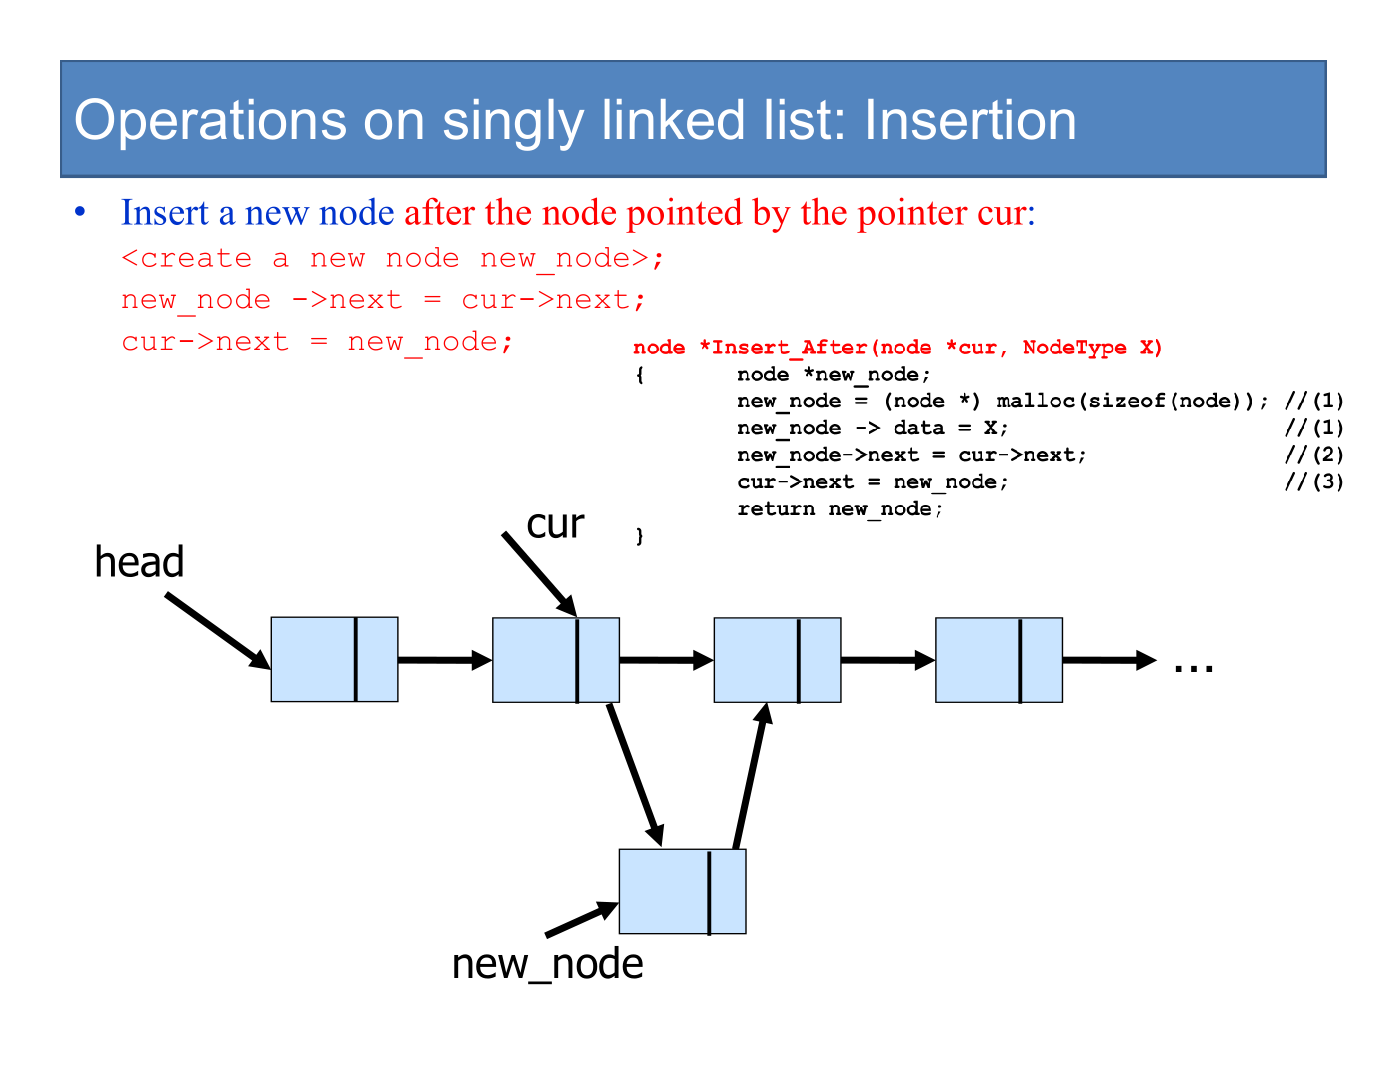 Operations on singly linked list: Insertion
• Insert a new node after the node pointed by the pointer cur:
<create a new node new_node>;
new_node ->next = cur->next;
cur->next = new_node;
node *Insert_After(node *cur, NodeType X)
{ node *new_node;
new_node = (node *) malloc(sizeof(node)); //(1)
new_node -> data = X; //(1)
new_node->next = cur->next; //(2)
cur->next = new_node; //(3)
return new_node;
}
cur
head
...
new_node